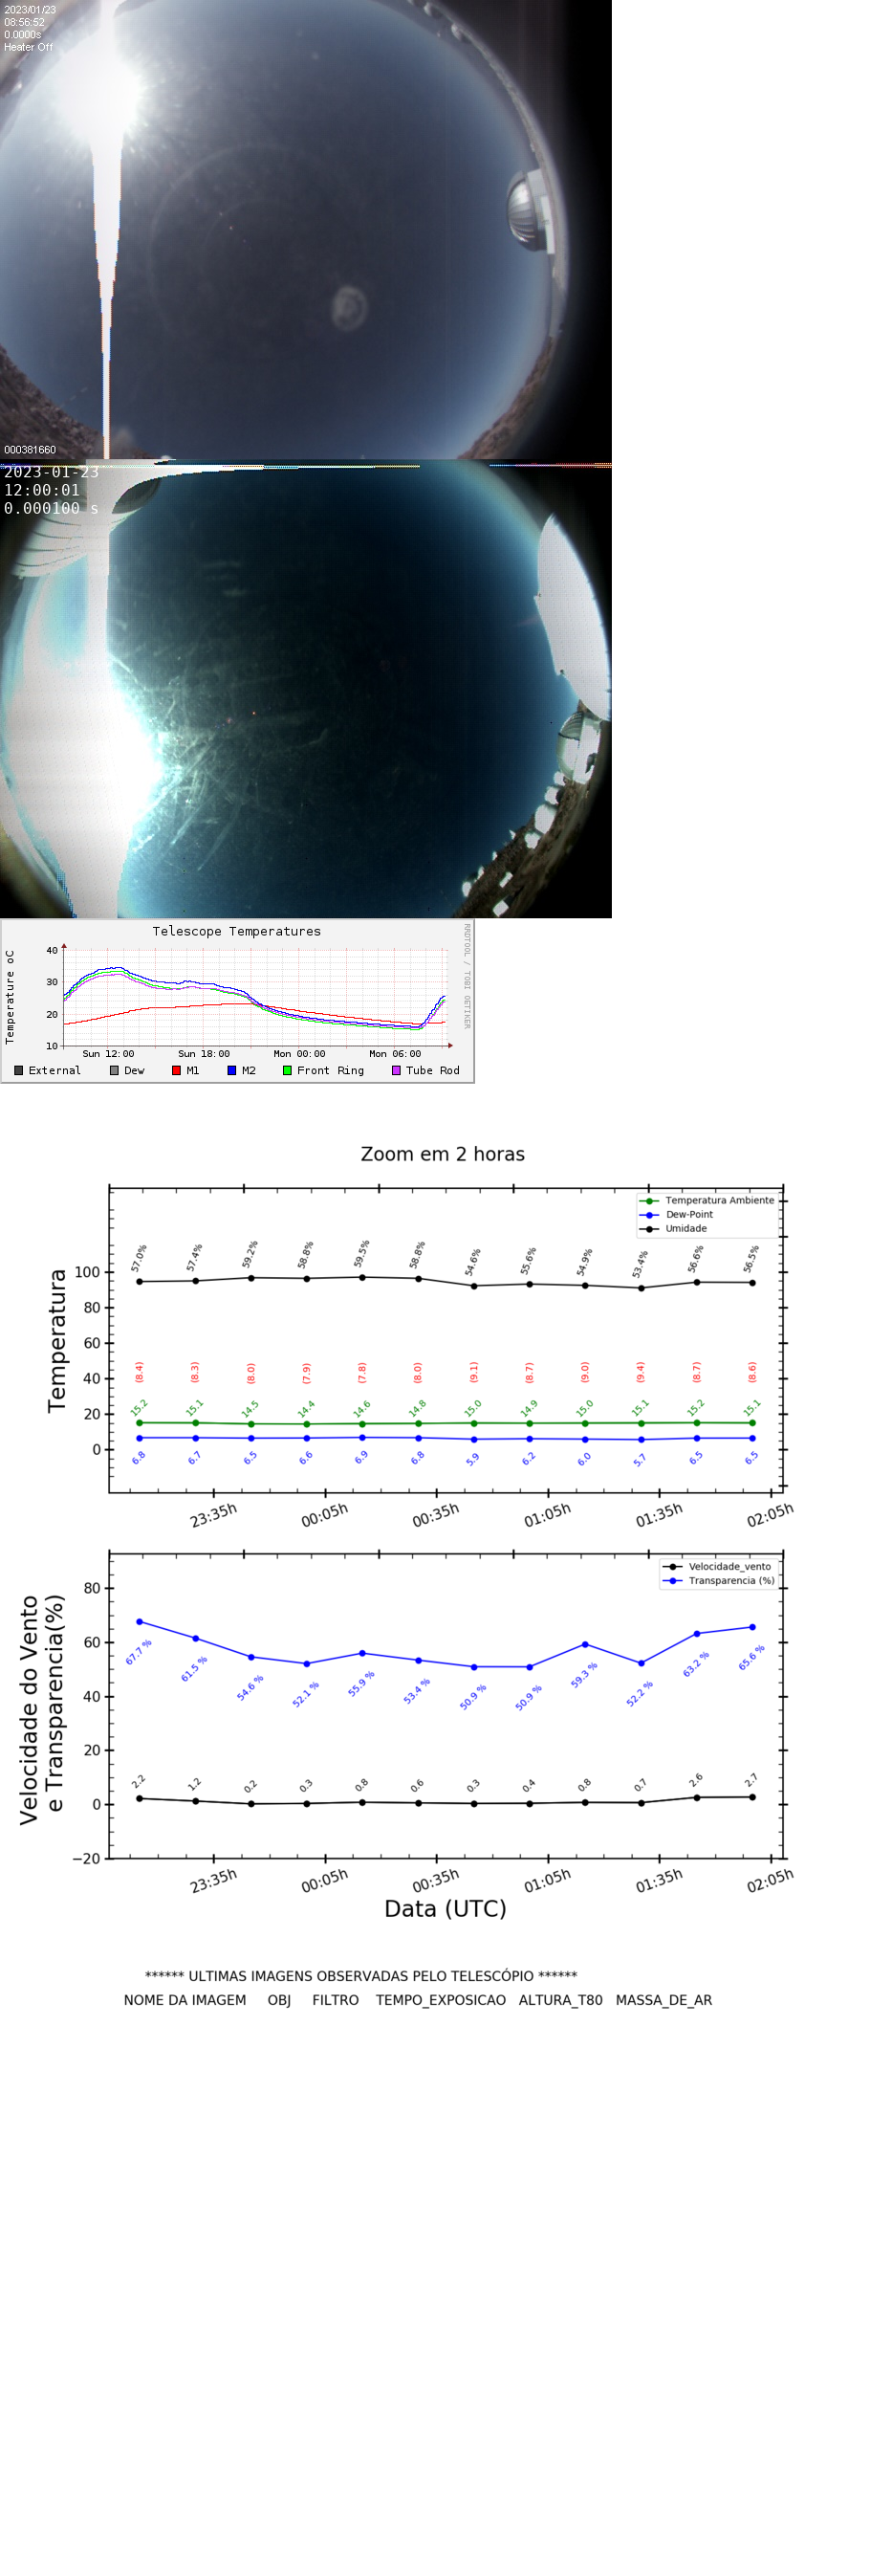 2023/01/23
08:56:52
0.0000s
Heater Off
000381660
2023-01-23
12:00:01
0.000100 s
Telescope Temperatures
RRDTOOL / TOBI OETIKER
Temperature oC
40
30
20
10
Sun 12:00 Sun 18:00 Mon 00:00 Mon 06:00
External Dew M1 M2 Front Ring Tube Rod
Zoom em 2 horas
Temperatura Ambiente
Dew-Point
Umidade
Temperatura
100
80
60
40
20
0
57.0% 57.4% 59.2% 58.8% 59.5% 58.8% 54.6% 55.6% 54.9% 53.4% 56.6% 56.5%
(8.4) (8.3) (8.0) (7.9) (7.8) (8.0) (9.1) (8.7) (9.0) (9.4) (8.7) (8.6)
15.2 15.1 14.5 14.4 14.6 14.8 15.0 14.9 15.0 15.1 15.2 15.1
6.8 6.7 6.5 6.6 6.9 6.8 5.9 6.2 6.0 5.7 6.5 6.5
23:35h 00:05h 00:35h 01:05h 01:35h 02:05h
Velocidade_vento
Transparencia (%)
Velocidade do Vento
e Transparencia(%)
80
60
40
20
0
−20
67.7 % 61.5 % 54.6 % 52.1 % 55.9 % 53.4 % 50.9 % 50.9 % 59.3 % 52.2 % 63.2 % 65.6 %
2.2 1.2 0.2 0.3 0.8 0.6 0.3 0.4 0.8 0.7 2.6 2.7
23:35h 00:05h 00:35h 01:05h 01:35h 02:05h
Data (UTC)
****** ULTIMAS IMAGENS OBSERVADAS PELO TELESCÓPIO ******
NOME DA IMAGEM OBJ FILTRO TEMPO_EXPOSICAO ALTURA_T80 MASSA_DE_AR